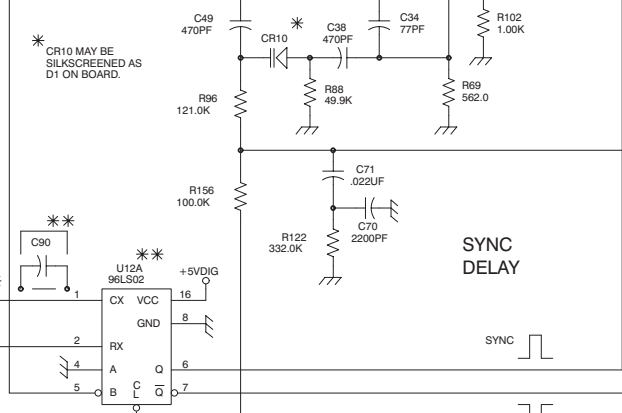 C49
470PF
*
CR10
C38
470PF
C34
77PF
R102
1.00K
* CR10 MAY BE
SILKSCREENED AS
D1 ON BOARD.
R96
121.0K
R88
49.9K
R69
562.0
C71
.022UF
R156
100.0K
C70
2200PF
R122
332.0K
SYNC
DELAY
**
C90
**
U12A
96LS02
+5VDIG
1
CX
VCC
16
GND
8
2
RX
4
A
Q
6
5
B
CL
Q
7
SYNC